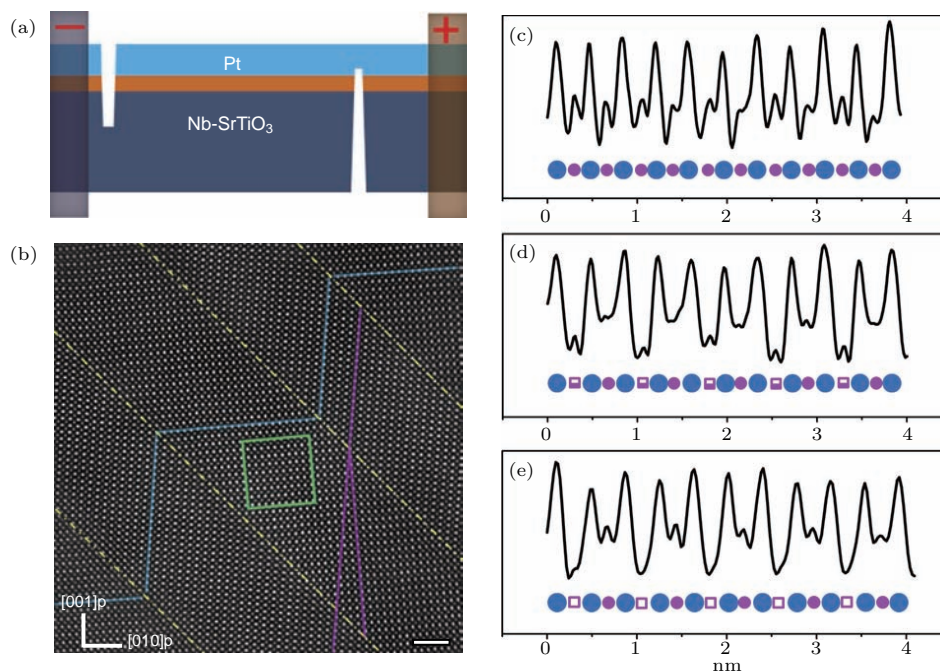 (a)
− +
Pt
Nb-SrTiO₃
(b)
[001]p
[010]p
(c)
0 1 2 3 4
(d)
0 1 2 3 4
(e)
0 1 2 3 4
nm